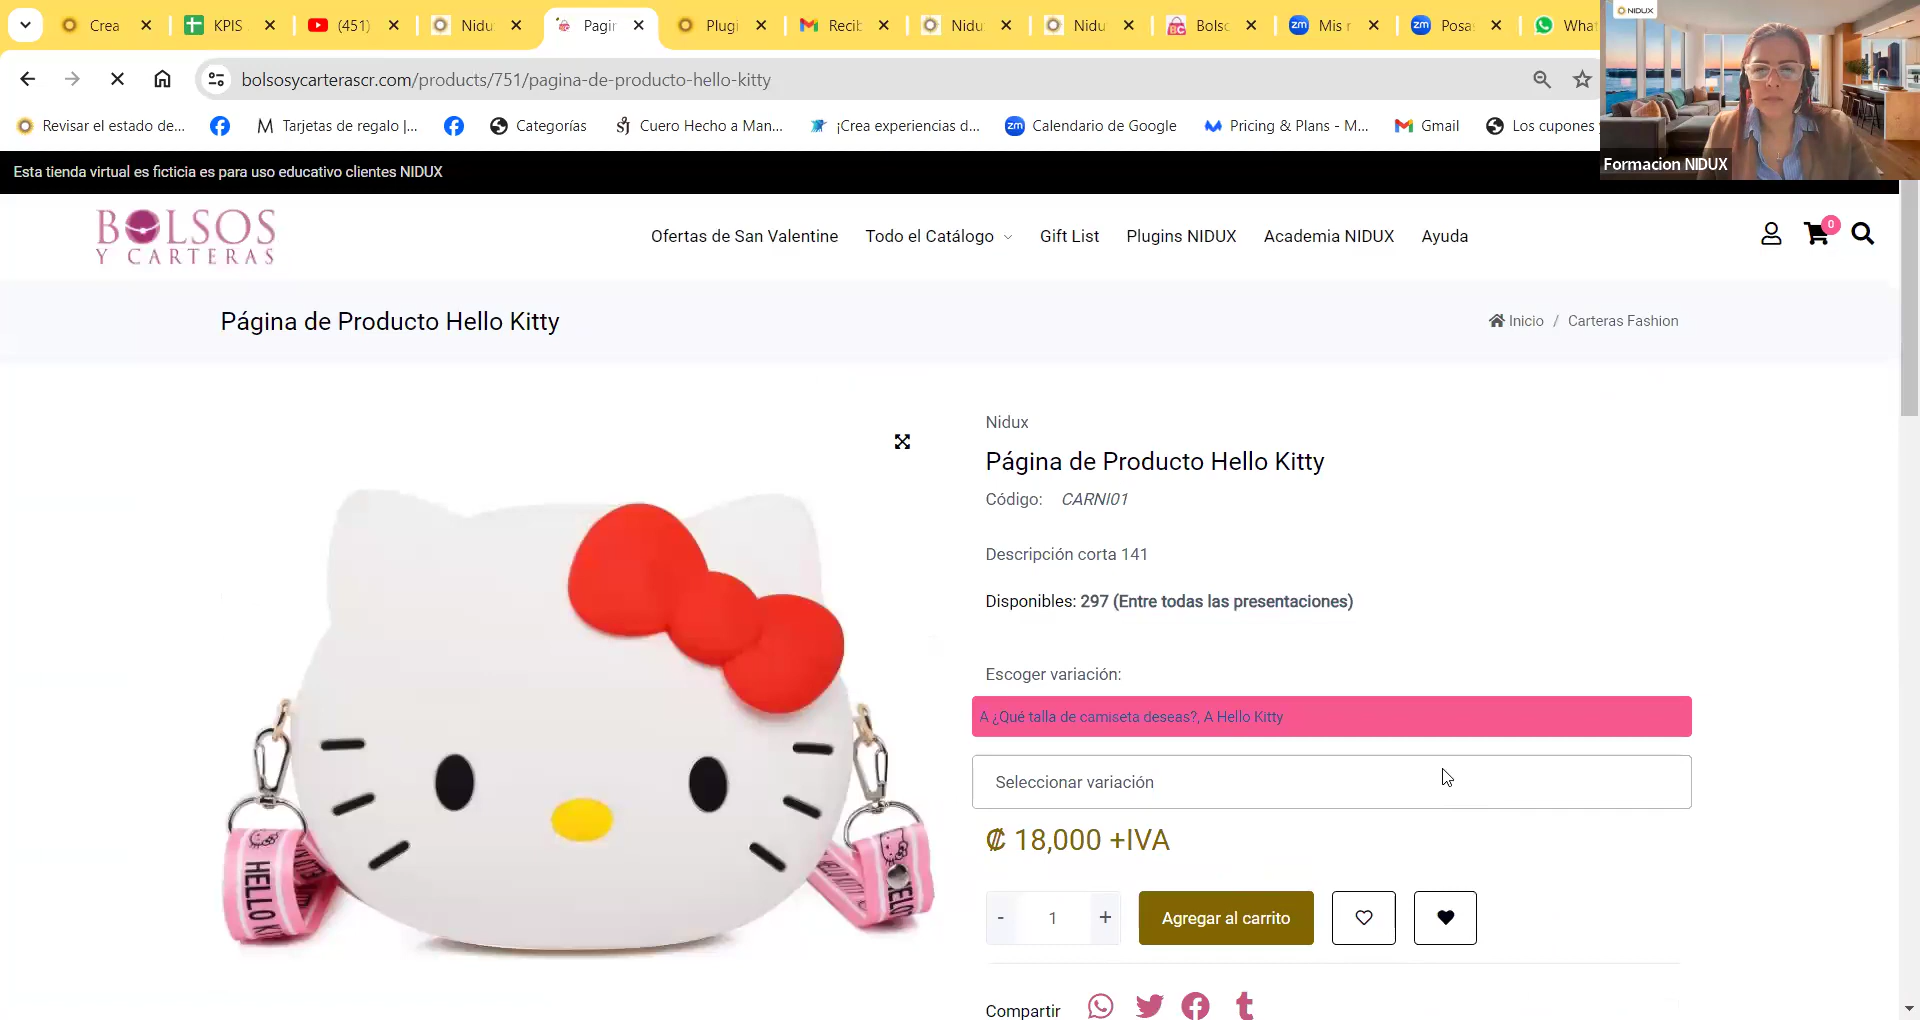 Crea
KPIS
(451)
Nidu
Pagir
Plugi
Recib
Nidu
Nidu
Bolso
Mis r
Posa
What
NIDUX
bolsosycarterascr.com/products/751/pagina-de-producto-hello-kitty
Revisar el estado de...
Tarjetas de regalo |...
Categorías
Cuero Hecho a Man...
¡Crea experiencias d...
Calendario de Google
Pricing & Plans - M...
Gmail
Los cupones
Formacion NIDUX
Esta tienda virtual es ficticia es para uso educativo clientes NIDUX
BOLSOS
Y CARTERAS
Ofertas de San Valentine
Todo el Catálogo
Gift List
Plugins NIDUX
Academia NIDUX
Ayuda
0
Página de Producto Hello Kitty
Inicio / Carteras Fashion
Nidux
Página de Producto Hello Kitty
Código: CARNI01
Descripción corta 141
Disponibles: 297 (Entre todas las presentaciones)
Escoger variación:
A ¿Qué talla de camiseta deseas?, A Hello Kitty
Seleccionar variación
₡ 18,000 +IVA
- 1 +
Agregar al carrito
Compartir
HELLO